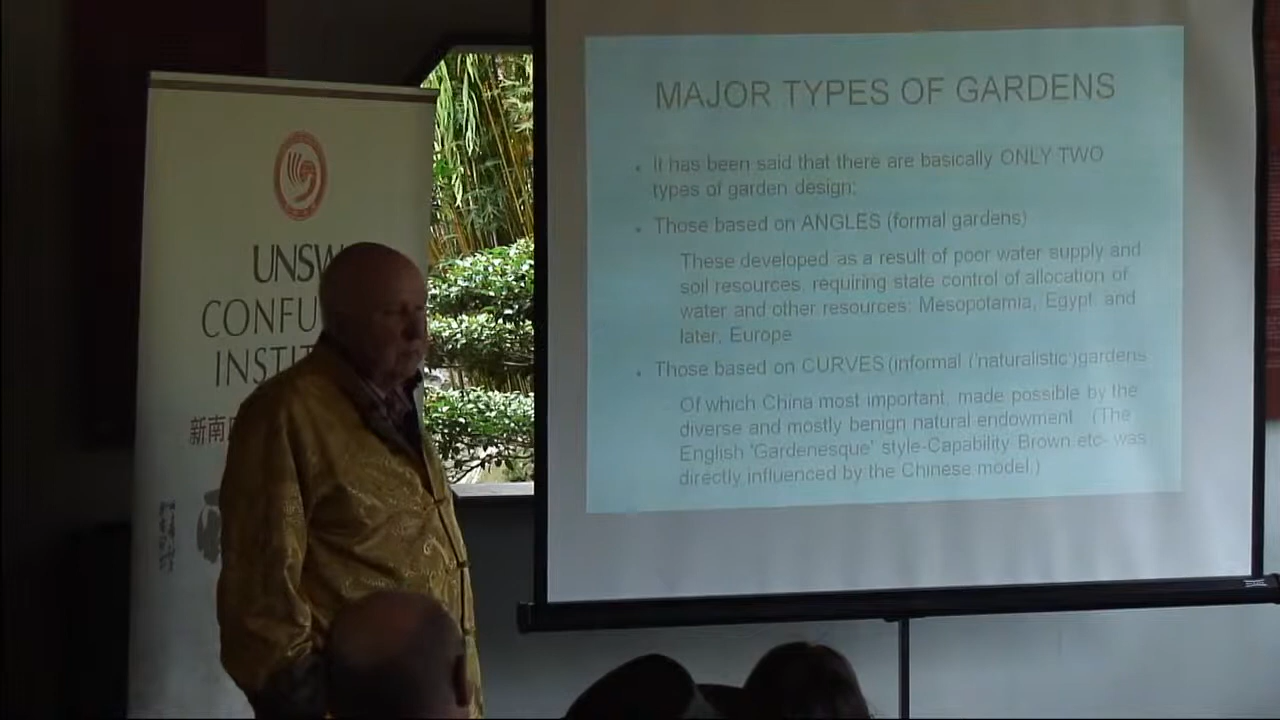 UNSW
CONFU
INSTI
新南
MAJOR TYPES OF GARDENS
• It has been said that there are basically ONLY TWO
types of garden design:
• Those based on ANGLES (formal gardens)
These developed as a result of poor water supply and
soil resources, requiring state control of allocation of
water and other resources: Mesopotamia, Egypt and
later, Europe
• Those based on CURVES (informal ('naturalistic')gardens
Of which China most important, made possible by the
diverse and mostly benign natural endowment. (The
English 'Gardenesque' style-Capability Brown etc- was
directly influenced by the Chinese model.)